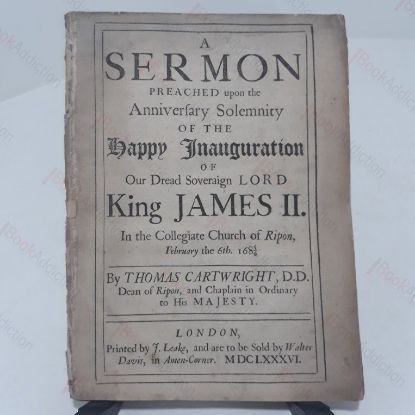 A
SERMON
PREACHED upon the
Anniversary Solemnity
OF THE
Happy Inauguration
OF
Our Dread Soveraign LORD
King JAMES II.
In the Collegiate Church of Ripon,
February the 6th. 168⅚
By THOMAS CARTWRIGHT, D.D.
Dean of Ripon, and Chaplain in Ordinary
to His MAJESTY.
LONDON,
Printed by J. Leake, and are to be Sold by Walter
Davis, in Amen-Corner. MDCLXXXVI.